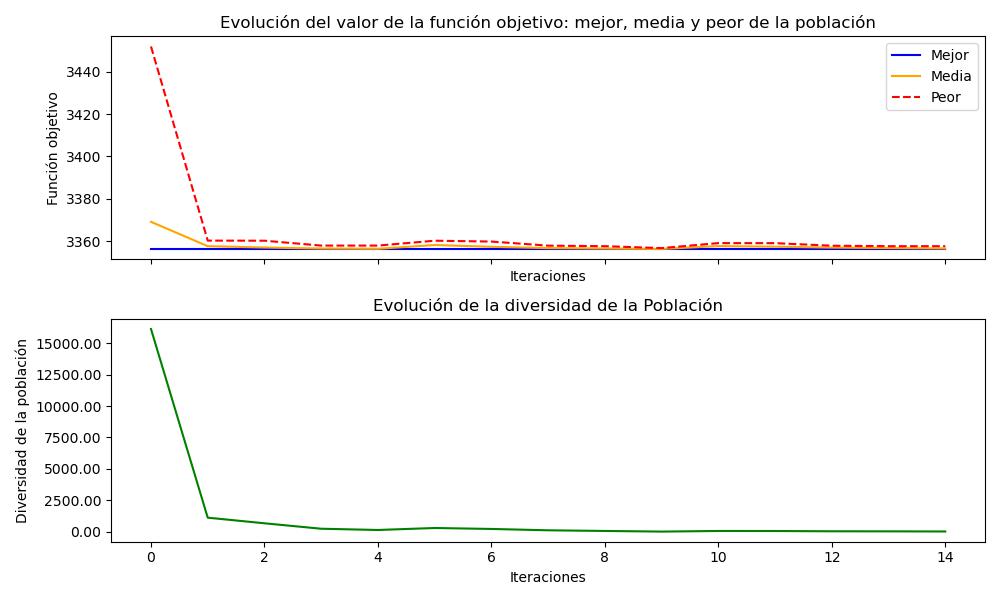 Evolución del valor de la función objetivo: mejor, media y peor de la población
Función objetivo
3440
3420
3400
3380
3360
Mejor
Media
Peor
Iteraciones
Evolución de la diversidad de la Población
Diversidad de la población
15000.00
12500.00
10000.00
7500.00
5000.00
2500.00
0.00
0 2 4 6 8 10 12 14
Iteraciones